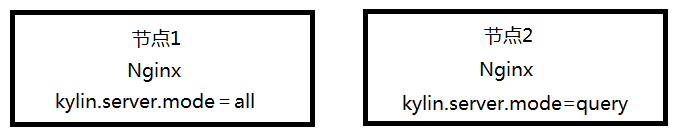 节点1
Nginx
kylin.server.mode＝all
节点2
Nginx
kylin.server.mode=query